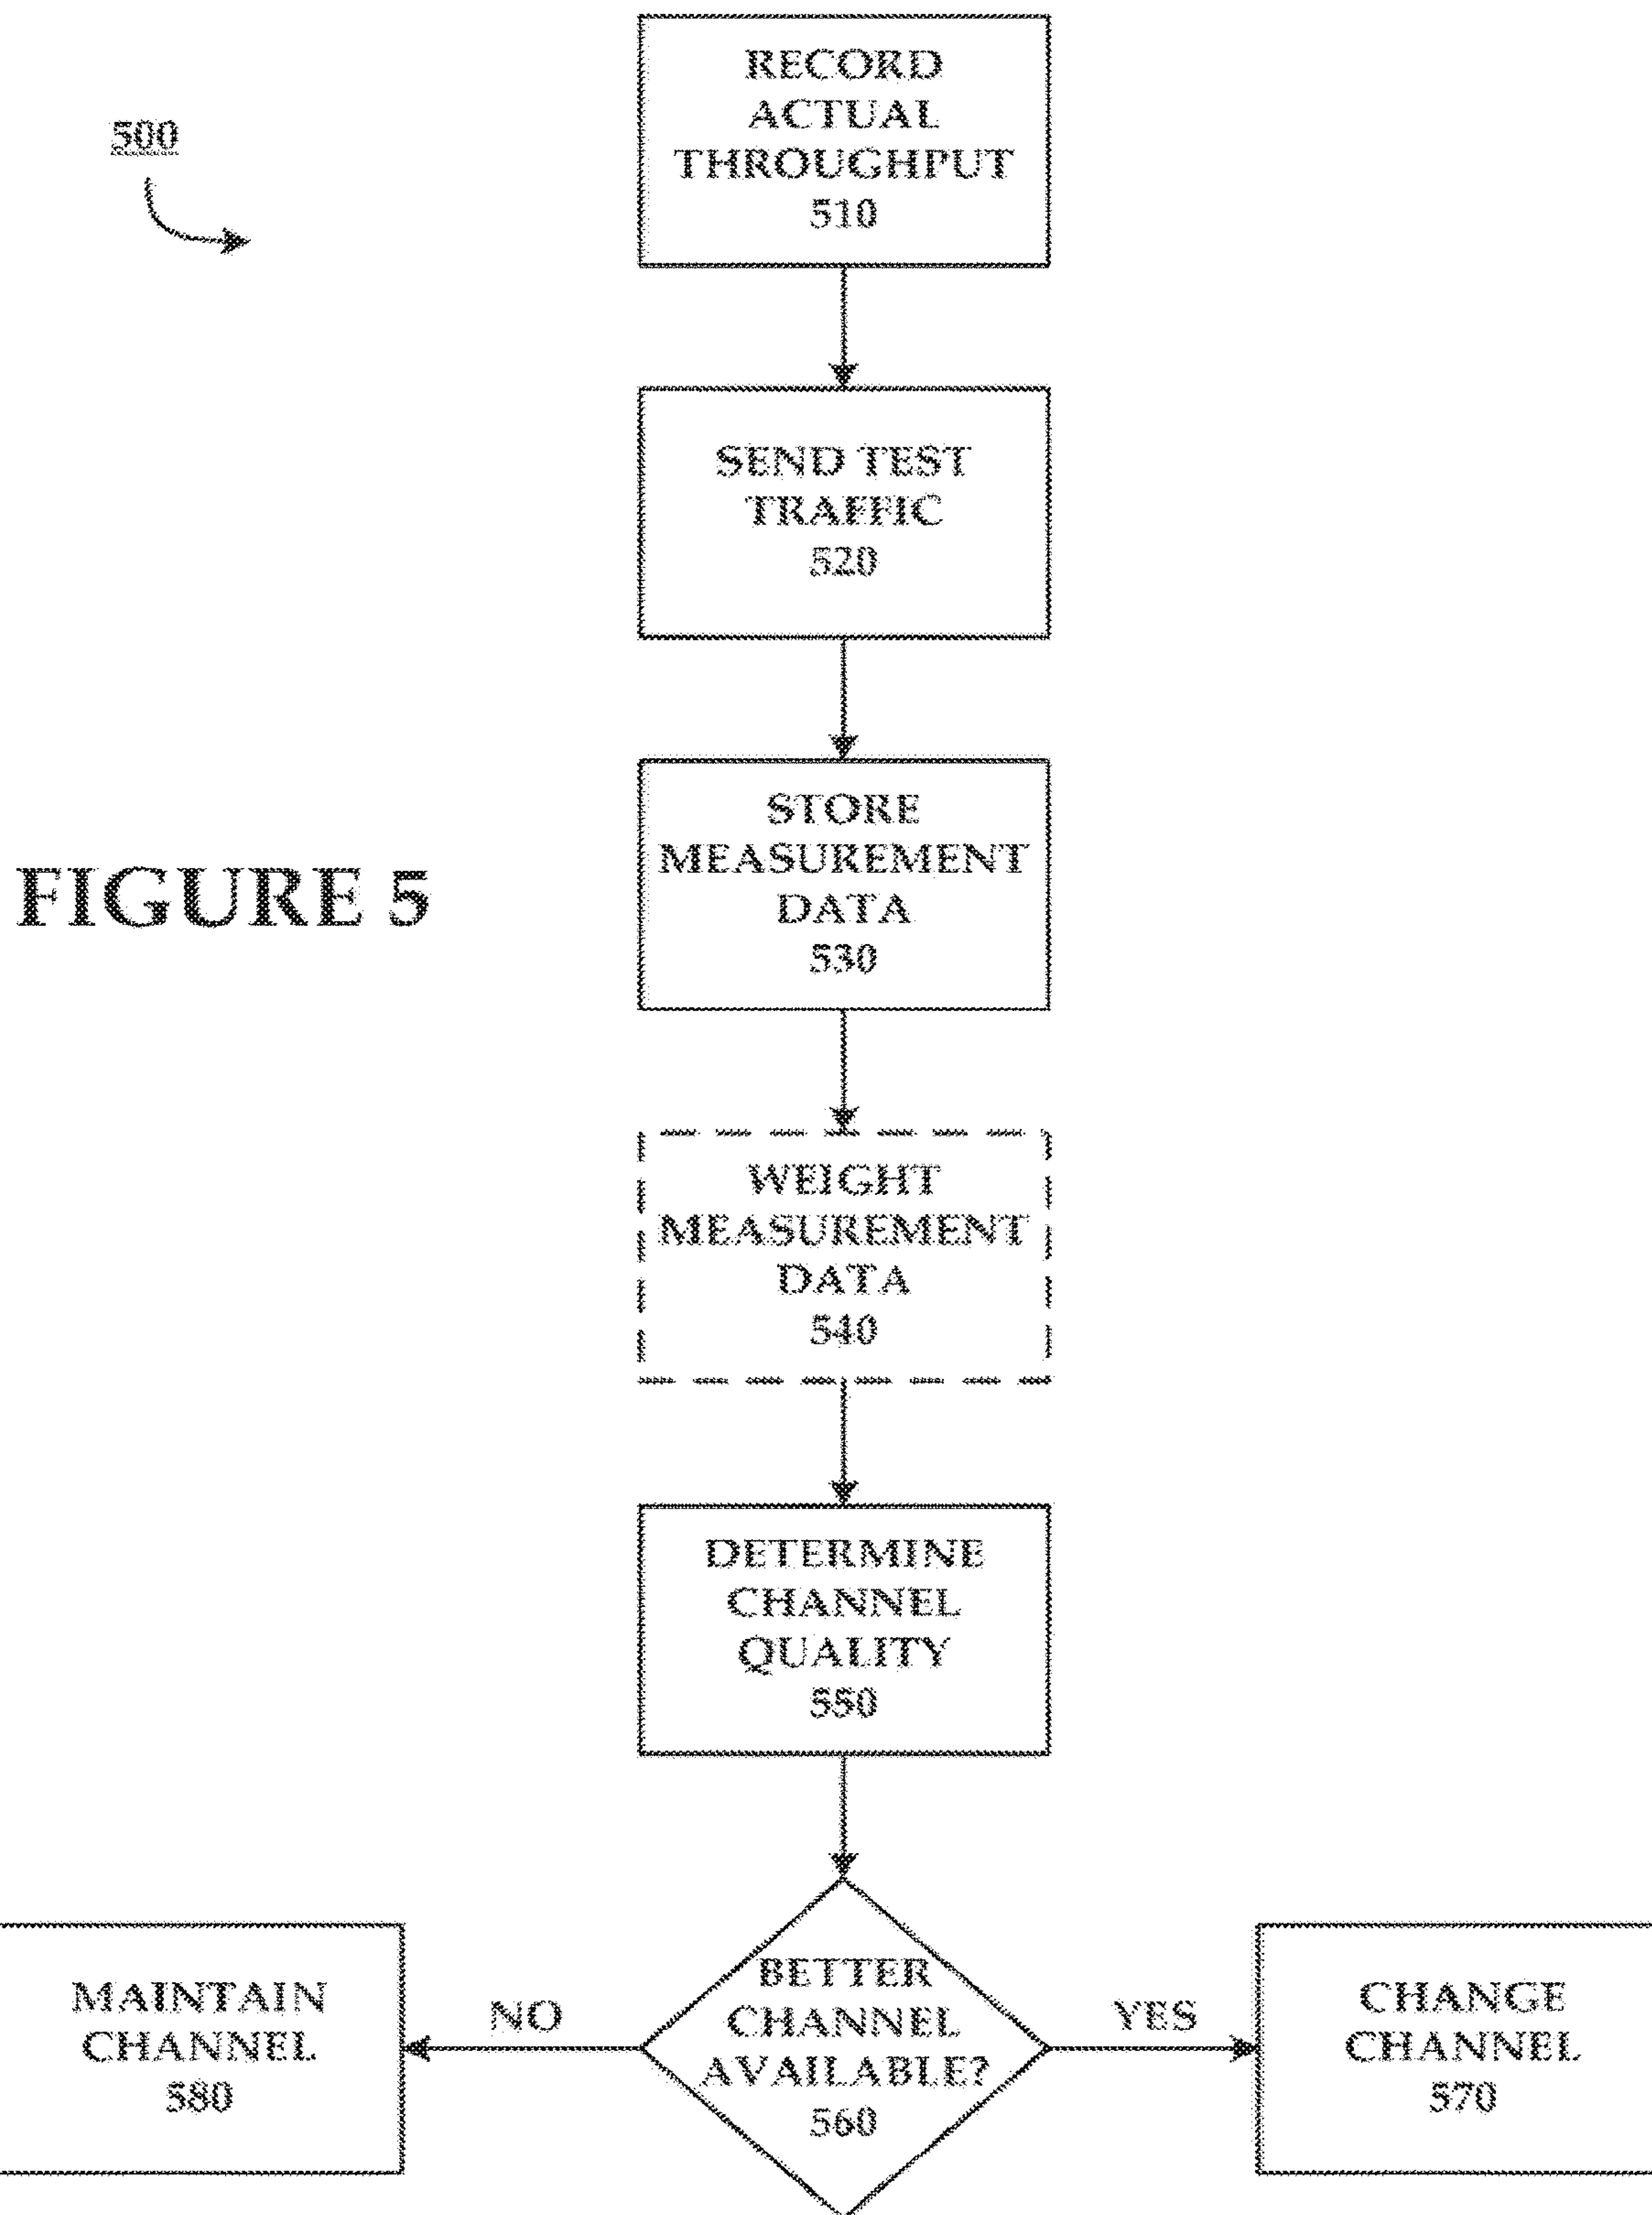 500
RECORD
ACTUAL
THROUGHPUT
510
SEND TEST
TRAFFIC
520
FIGURE 5
STORE
MEASUREMENT
DATA
530
WEIGHT
MEASUREMENT
DATA
540
DETERMINE
CHANNEL
QUALITY
550
MAINTAIN
CHANNEL
580
NO
BETTER
CHANNEL
AVAILABLE?
560
YES
CHANGE
CHANNEL
570